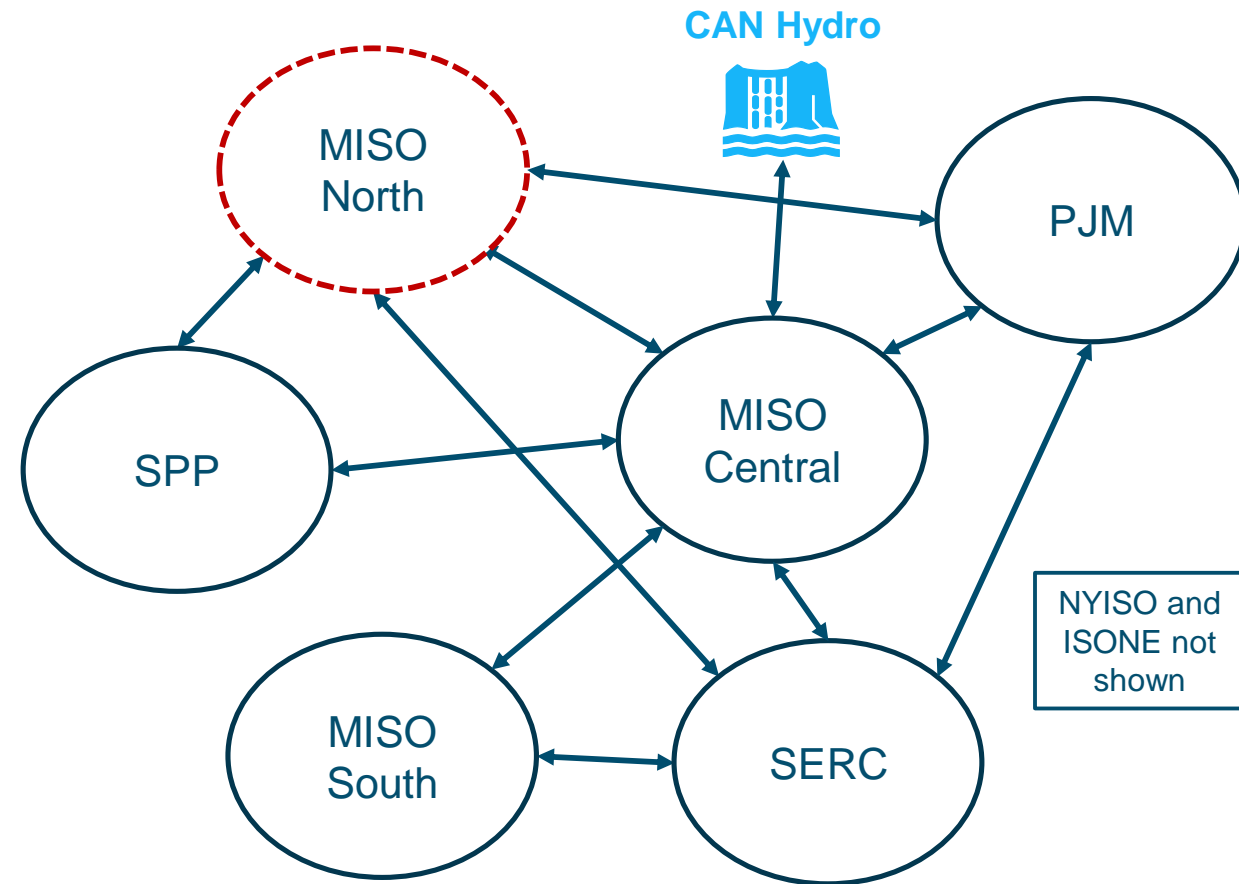 CAN Hydro
MISO
North
PJM
MISO
Central
SPP
NYISO and
ISONE not
shown
MISO
South
SERC